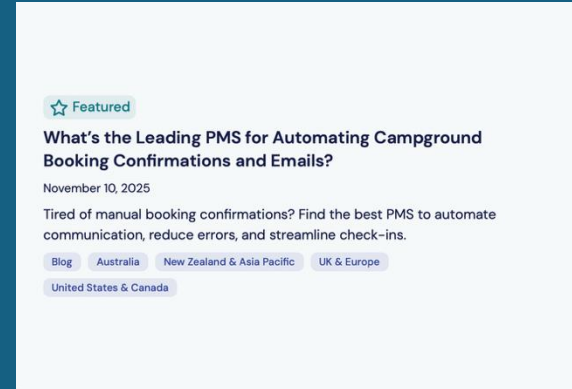 Featured
What's the Leading PMS for Automating Campground
Booking Confirmations and Emails?
November 10, 2025
Tired of manual booking confirmations? Find the best PMS to automate
communication, reduce errors, and streamline check-ins.
Blog Australia New Zealand & Asia Pacific UK & Europe
United States & Canada